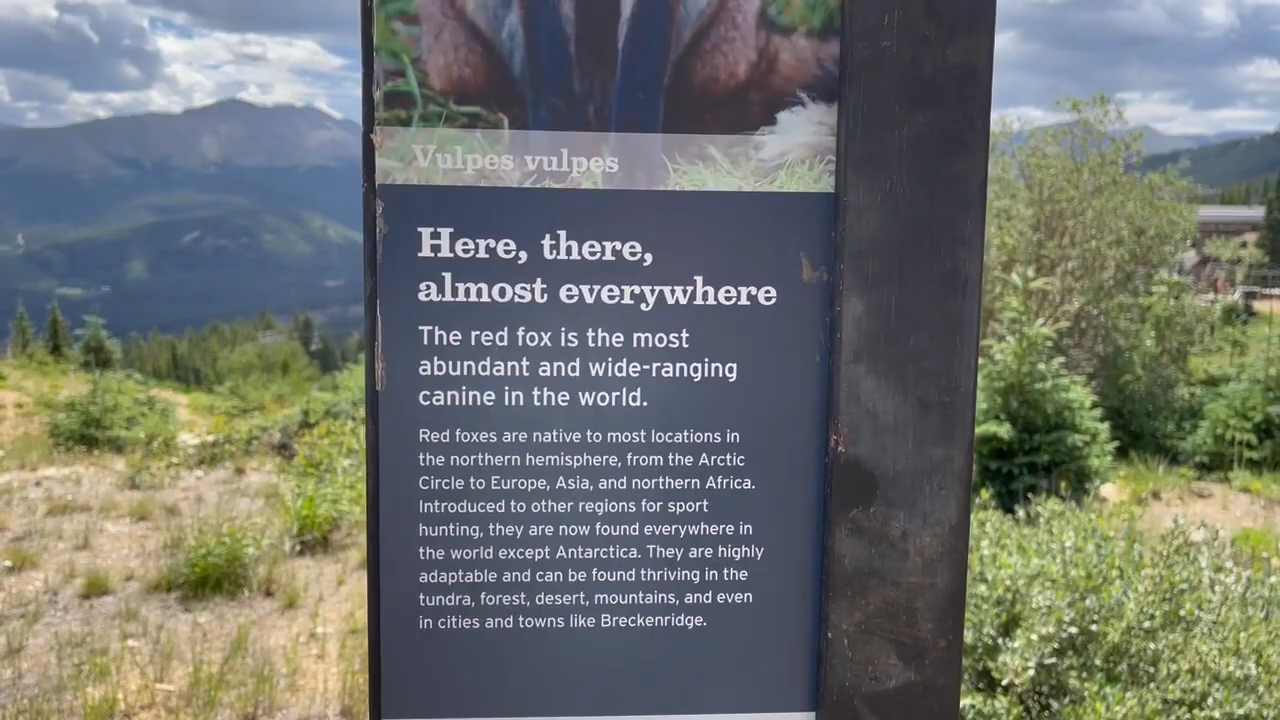 Vulpes vulpes
Here, there,
almost everywhere
The red fox is the most
abundant and wide-ranging
canine in the world.
Red foxes are native to most locations in
the northern hemisphere, from the Arctic
Circle to Europe, Asia, and northern Africa.
Introduced to other regions for sport
hunting, they are now found everywhere in
the world except Antarctica. They are highly
adaptable and can be found thriving in the
tundra, forest, desert, mountains, and even
in cities and towns like Breckenridge.